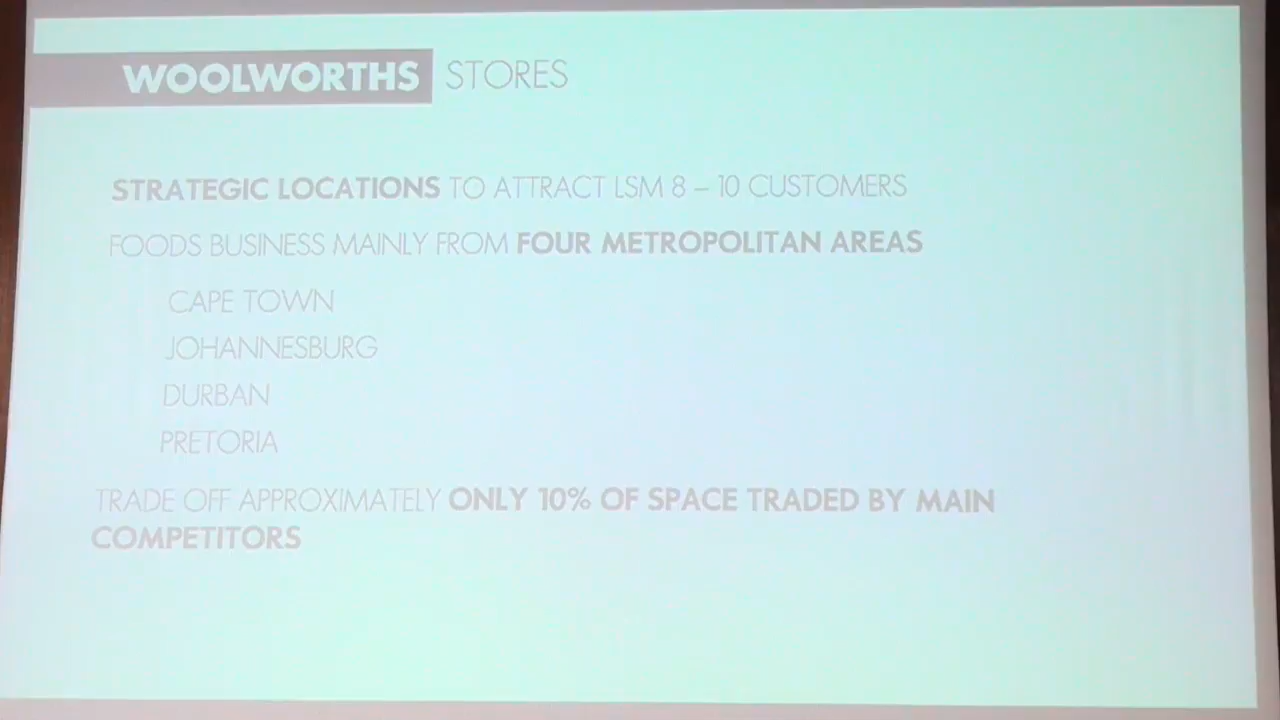 WOOLWORTHS STORES
STRATEGIC LOCATIONS TO ATTRACT LSM 8 – 10 CUSTOMERS
FOODS BUSINESS MAINLY FROM FOUR METROPOLITAN AREAS
CAPE TOWN
JOHANNESBURG
DURBAN
PRETORIA
TRADE OFF APPROXIMATELY ONLY 10% OF SPACE TRADED BY MAIN
COMPETITORS